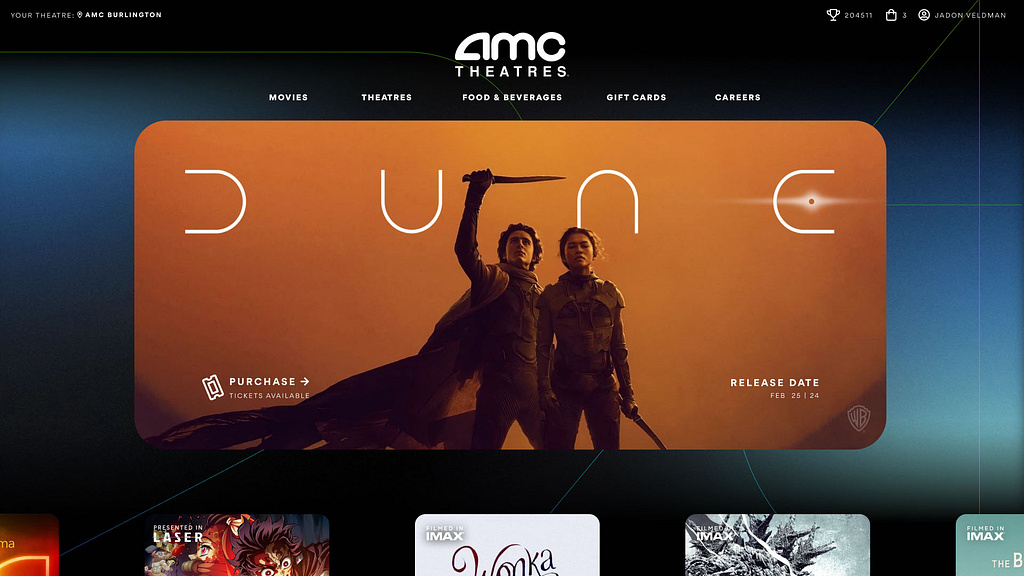 YOUR THEATRE: AMC BURLINGTON
204511
3
JADON VELDMAN
amc
THEATRES
MOVIES
THEATRES
FOOD & BEVERAGES
GIFT CARDS
CAREERS
DUNE
PURCHASE →
TICKETS AVAILABLE
RELEASE DATE
FEB 25 | 24
WB
ma
PRESENTED IN
LASER
FILMED IN
IMAX
Wonka
FILMED IN
IMAX
FILMED IN
IMAX
THE B